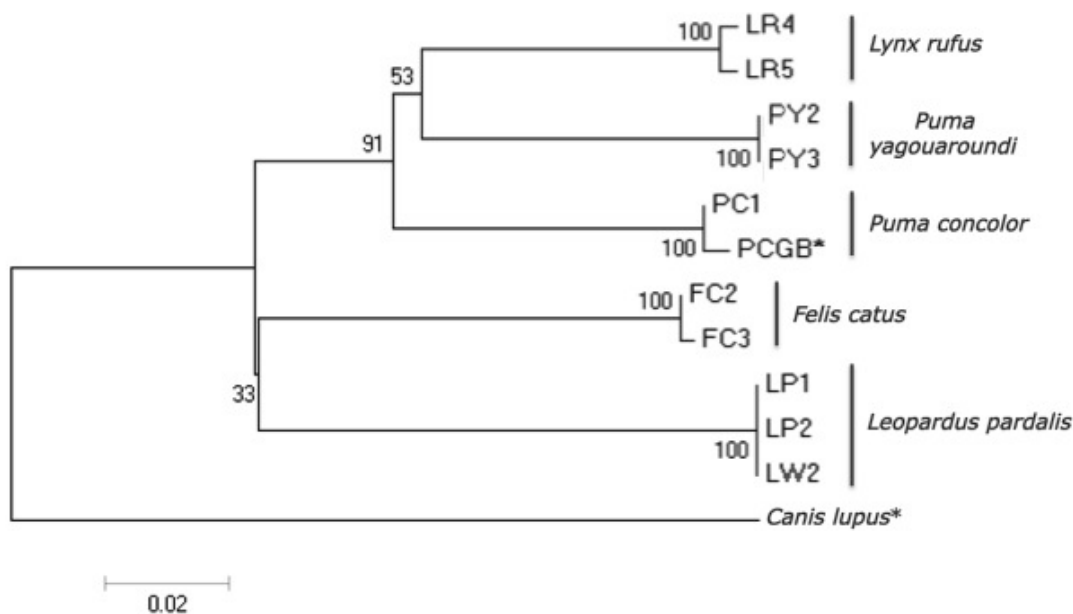 100
LR4
LR5
Lynx rufus
53
PY2
PY3
100
Puma
yagouaroundi
91
PC1
PCGB*
100
Puma concolor
100
FC2
FC3
Felis catus
33
LP1
LP2
LW2
100
Leopardus pardalis
Canis lupus*
0.02